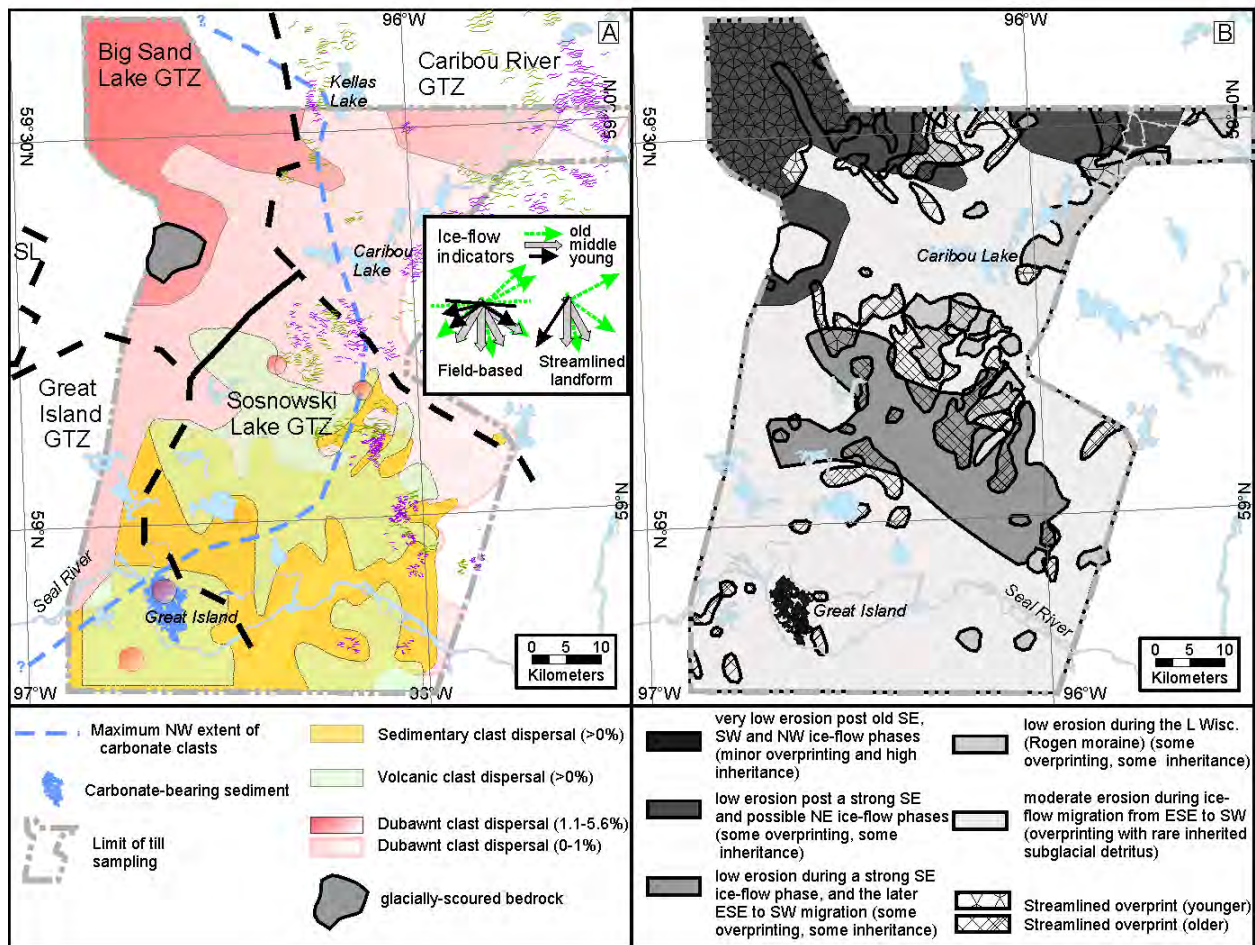 96°W
A
Big Sand
Lake GTZ
Caribou River
GTZ
?
Kellas
Lake
59°30'N
59°30'N
SL
Ice-flow
indicators
old
middle
young
Field-based
Streamlined
landform
Caribou
Lake
Great
Island
GTZ
Sosnowski
Lake GTZ
59°N
59°N
Seal River
Great Island
?
97°W
96°W
0 5 10
Kilometers
96°W
B
59°30'N
59°30'N
Caribou Lake
59°N
59°N
Great Island
Seal River
97°W
96°W
0 5 10
Kilometers
Maximum NW extent of
carbonate clasts
Carbonate-bearing sediment
Limit of till
sampling
Sedimentary clast dispersal (>0%)
Volcanic clast dispersal (>0%)
Dubawnt clast dispersal (1.1-5.6%)
Dubawnt clast dispersal (0-1%)
glacially-scoured bedrock
very low erosion post old SE,
SW and NW ice-flow phases
(minor overprinting and high
inheritance)
low erosion post a strong SE
and possible NE ice-flow phases
(some overprinting, some
inheritance)
low erosion during a strong SE
ice-flow phase, and the later
ESE to SW migration (some
overprinting, some inheritance)
low erosion during the L Wisc.
(Rogen moraine) (some
overprinting, some inheritance)
moderate erosion during ice-
flow migration from ESE to SW
(overprinting with rare inherited
subglacial detritus)
Streamlined overprint (younger)
Streamlined overprint (older)